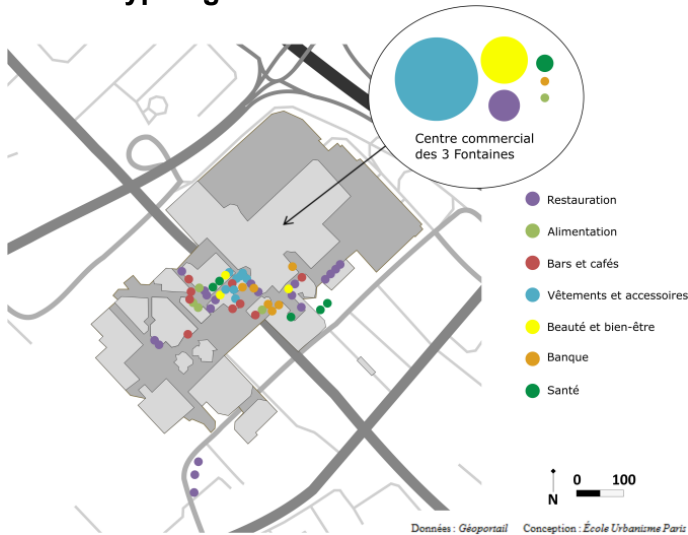 Centre commercial
des 3 Fontaines
Restauration
Alimentation
Bars et cafés
Vêtements et accessoires
Beauté et bien-être
Banque
Santé
0 100
N
Données : Géoportail Conception : École Urbanisme Paris